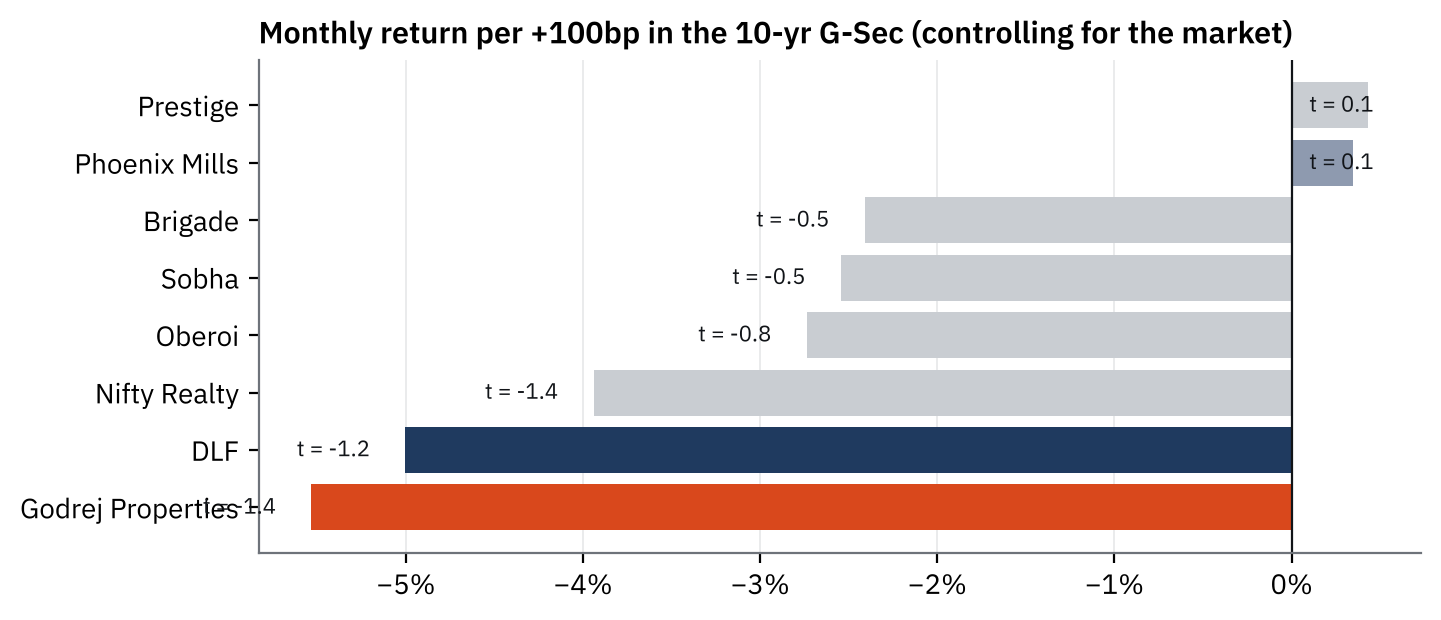 Monthly return per +100bp in the 10-yr G-Sec (controlling for the market)
Prestige t = 0.1
Phoenix Mills t = 0.1
Brigade t = -0.5
Sobha t = -0.5
Oberoi t = -0.8
Nifty Realty t = -1.4
DLF t = -1.2
Godrej Properties t = -1.4
−5% −4% −3% −2% −1% 0%